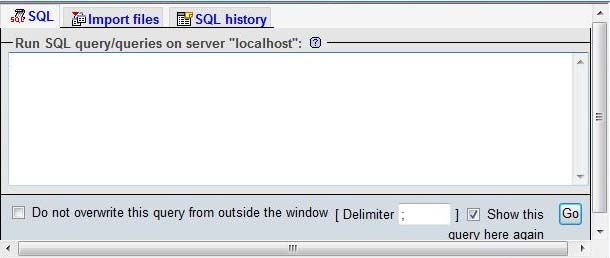 SQL Import files SQL history
Run SQL query/queries on server "localhost": ?
Do not overwrite this query from outside the window [ Delimiter ; ] Show this Go
query here again